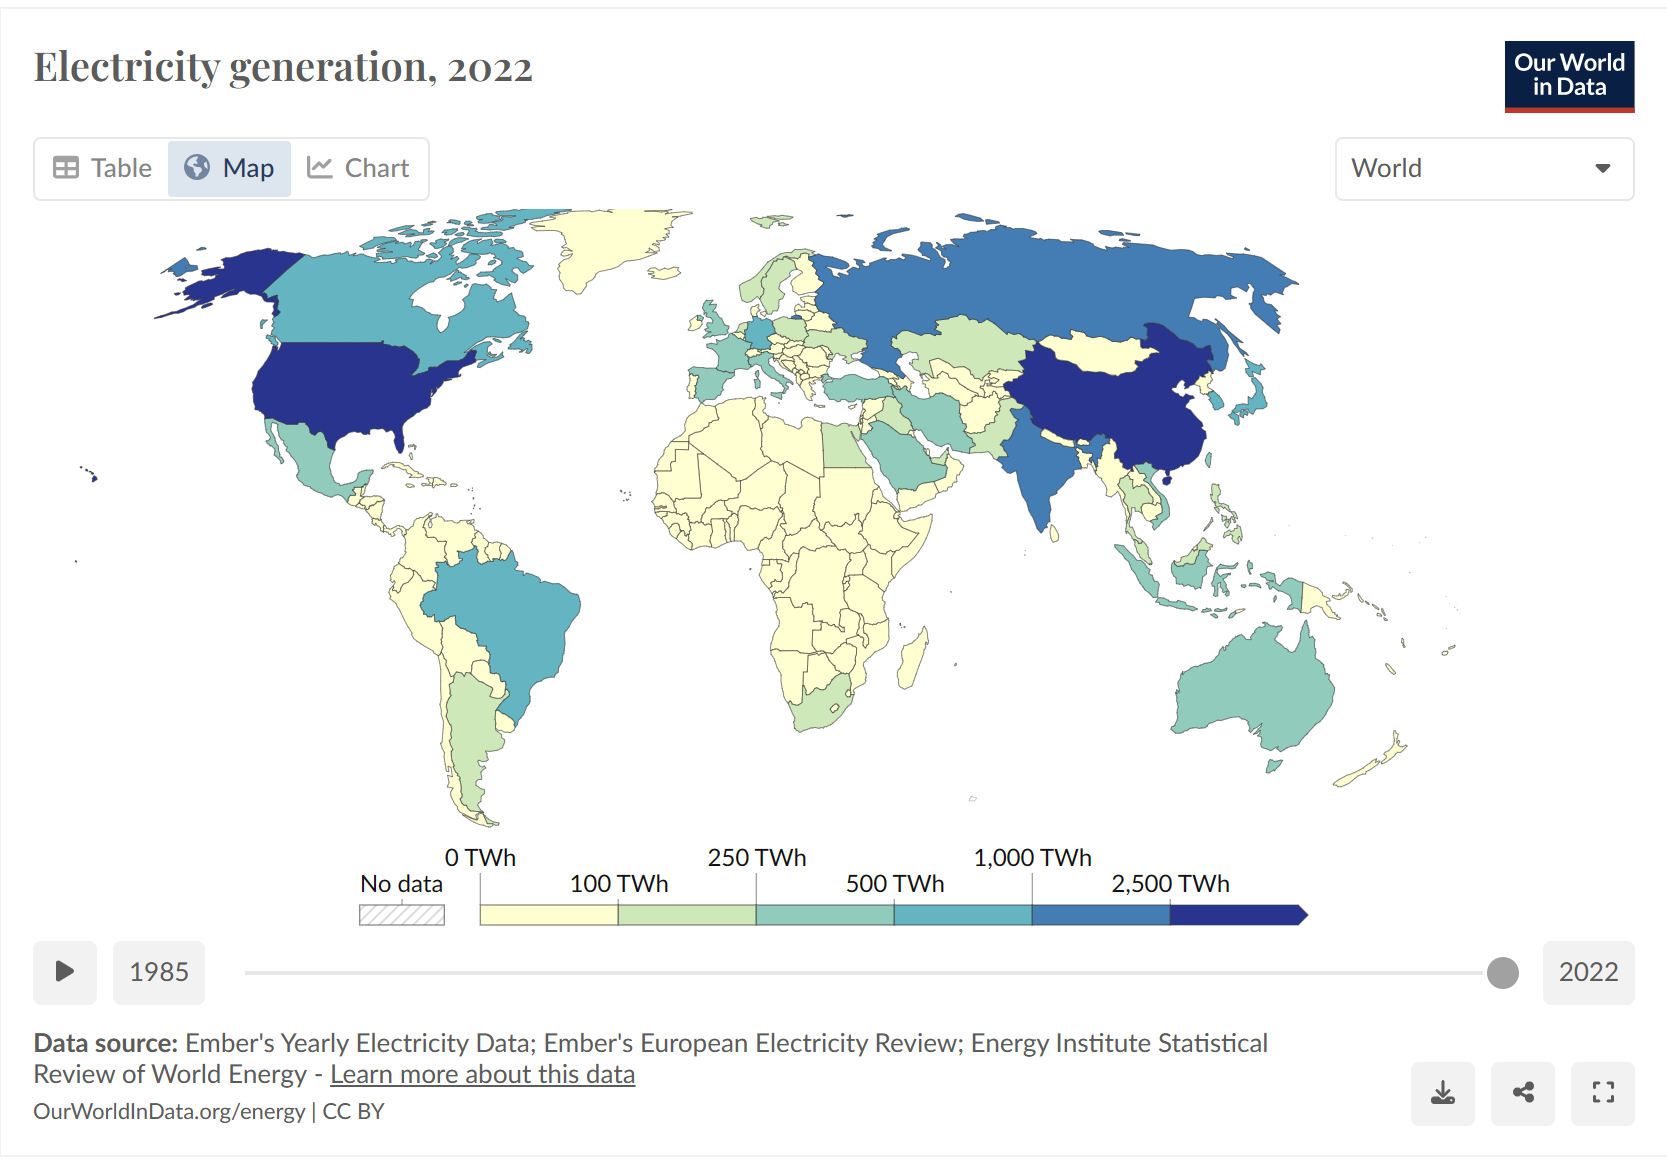 Electricity generation, 2022
Our World
in Data
Table
Map
Chart
World
0 TWh
250 TWh
1,000 TWh
No data
100 TWh
500 TWh
2,500 TWh
1985
2022
Data source: Ember's Yearly Electricity Data; Ember's European Electricity Review; Energy Institute Statistical
Review of World Energy - Learn more about this data
OurWorldInData.org/energy | CC BY